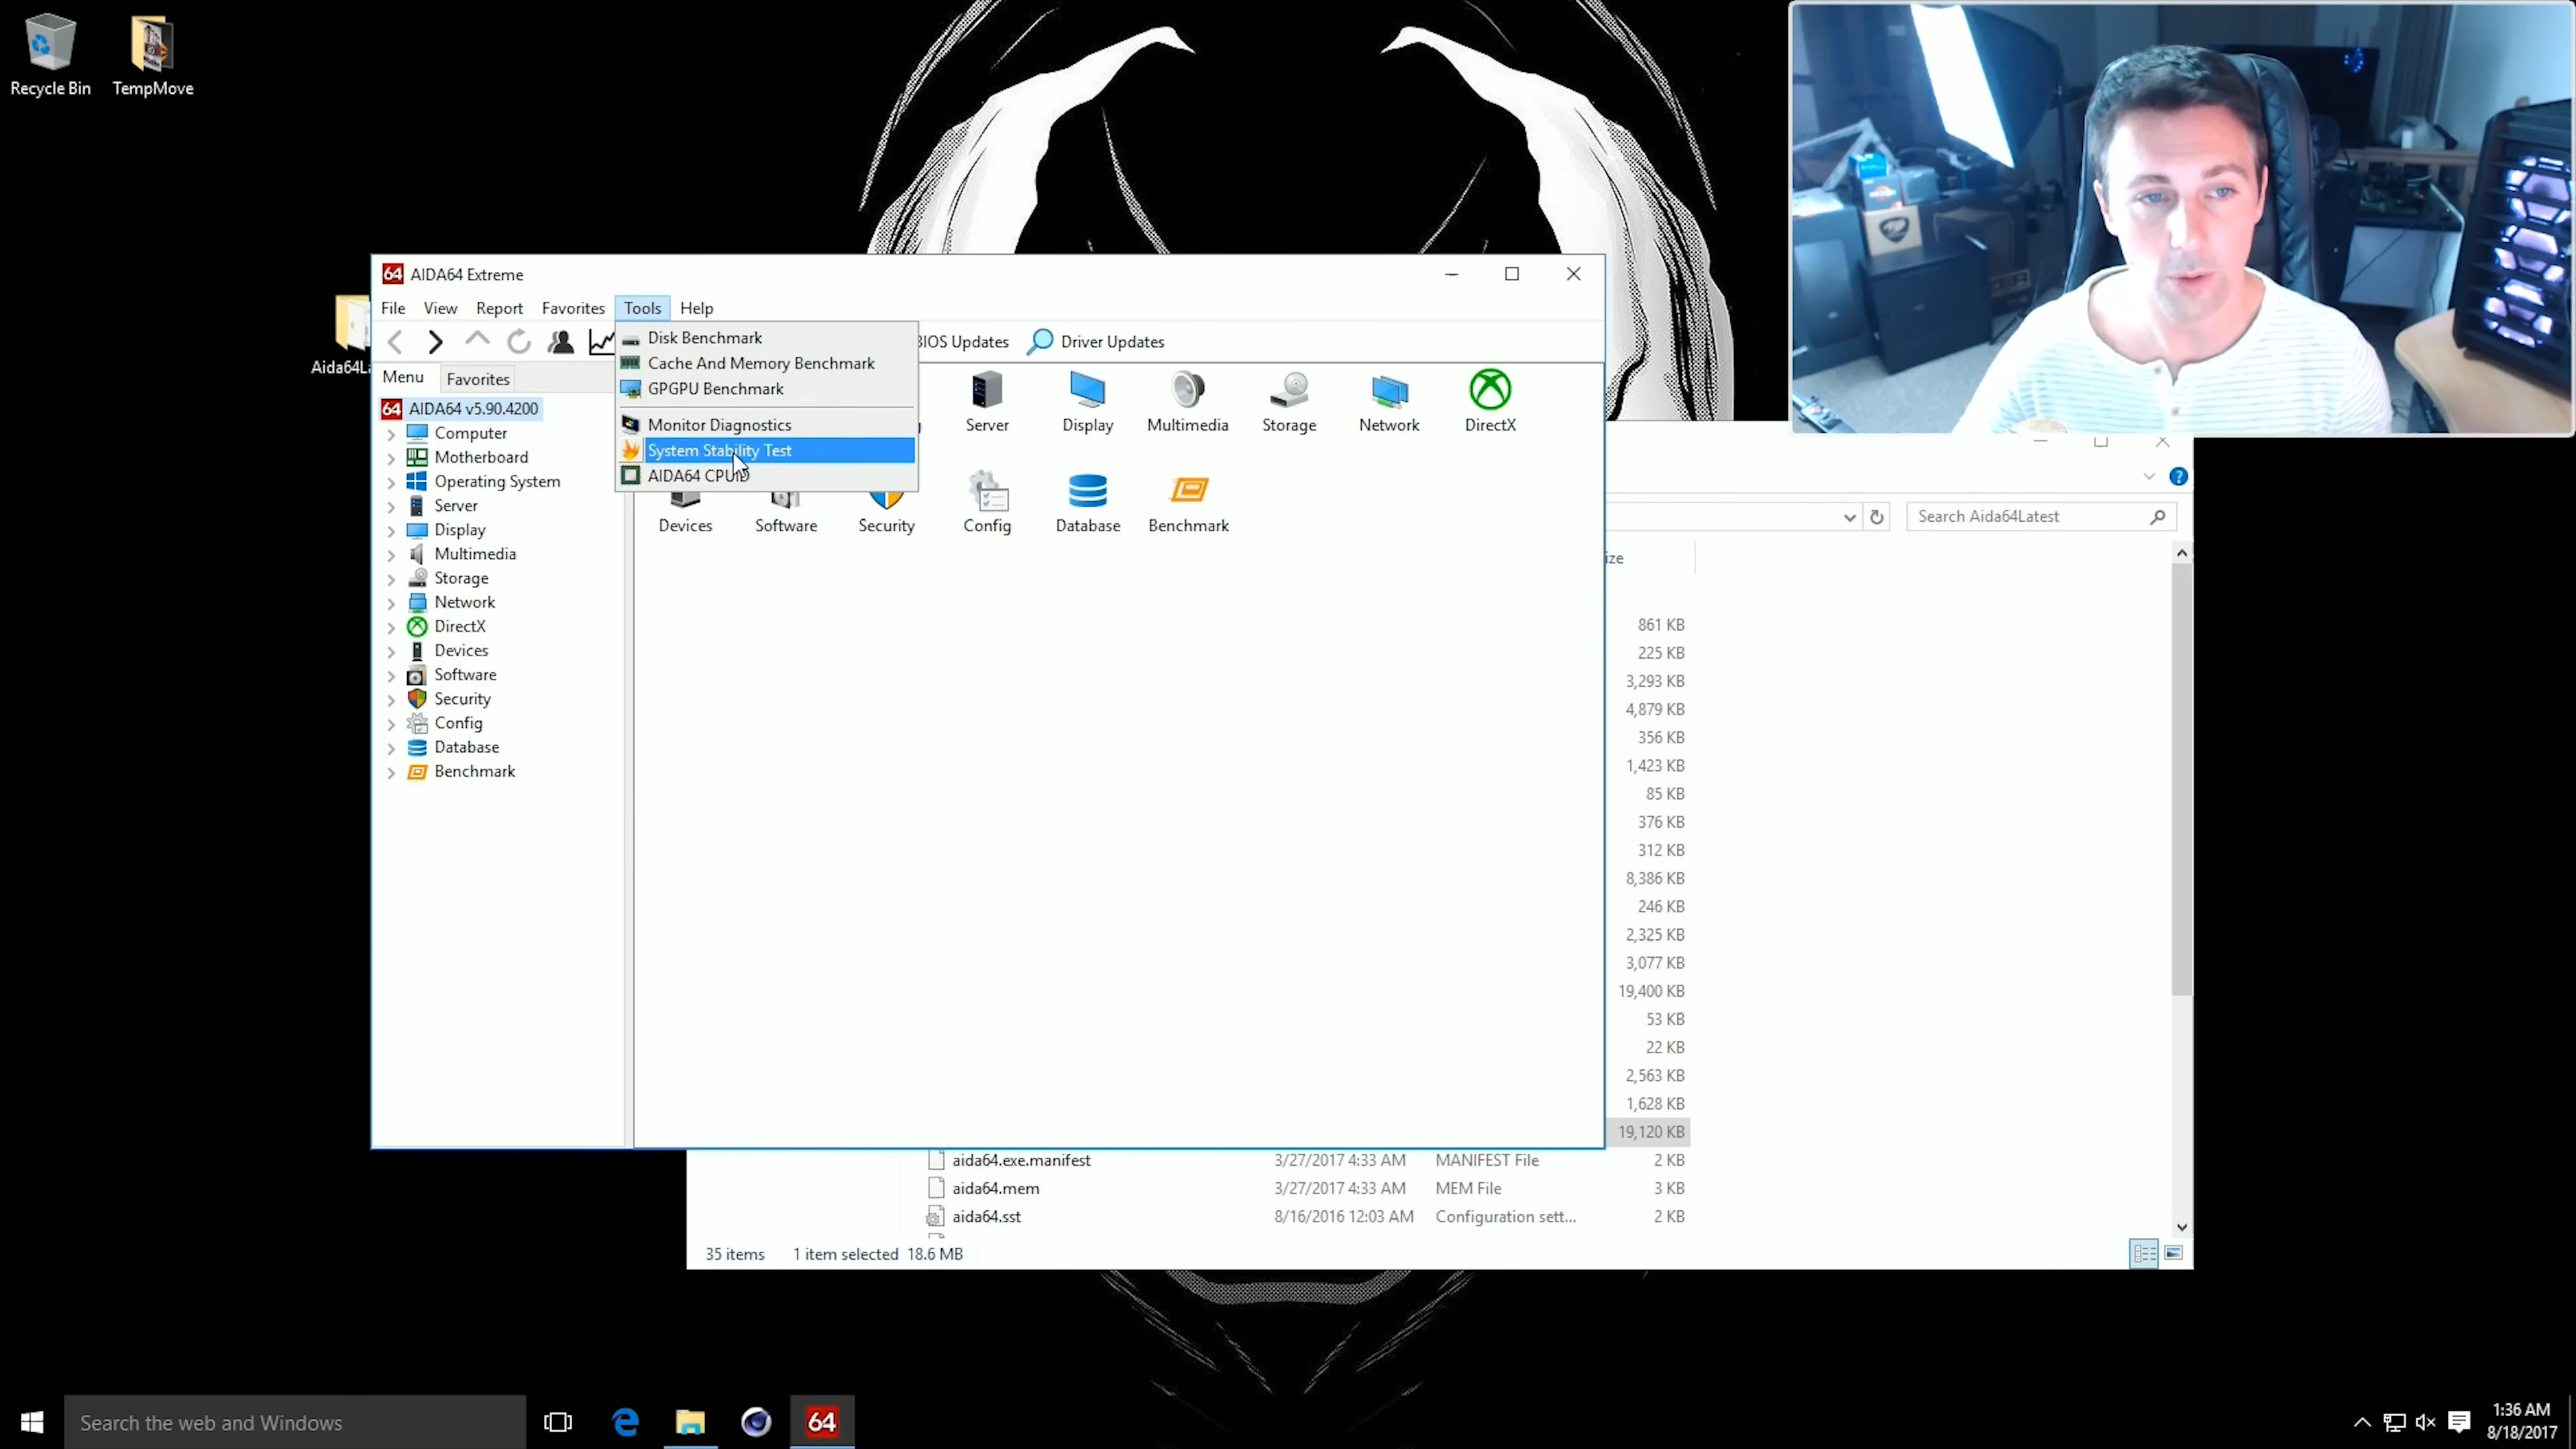 Recycle Bin
TempMove
64 AIDA64 Extreme
File View Report Favorites Tools Help
BIOS Updates Driver Updates
Menu Favorites
Disk Benchmark
Cache And Memory Benchmark
GPGPU Benchmark
Monitor Diagnostics
System Stability Test
AIDA64 CPUID
64 AIDA64 v5.90.4200
Computer
Motherboard
Operating System
Server
Display
Multimedia
Storage
Network
DirectX
Devices
Software
Security
Config
Database
Benchmark
Server Display Multimedia Storage Network DirectX
Devices Software Security Config Database Benchmark
Aida64L
Search Aida64Latest
ize
861 KB
225 KB
3,293 KB
4,879 KB
356 KB
1,423 KB
85 KB
376 KB
312 KB
8,386 KB
246 KB
2,325 KB
3,077 KB
19,400 KB
53 KB
22 KB
2,563 KB
1,628 KB
19,120 KB
aida64.exe.manifest 3/27/2017 4:33 AM MANIFEST File 2 KB
aida64.mem 3/27/2017 4:33 AM MEM File 3 KB
aida64.sst 8/16/2016 12:03 AM Configuration sett... 2 KB
35 items 1 item selected 18.6 MB
Search the web and Windows
64
1:36 AM
8/18/2017